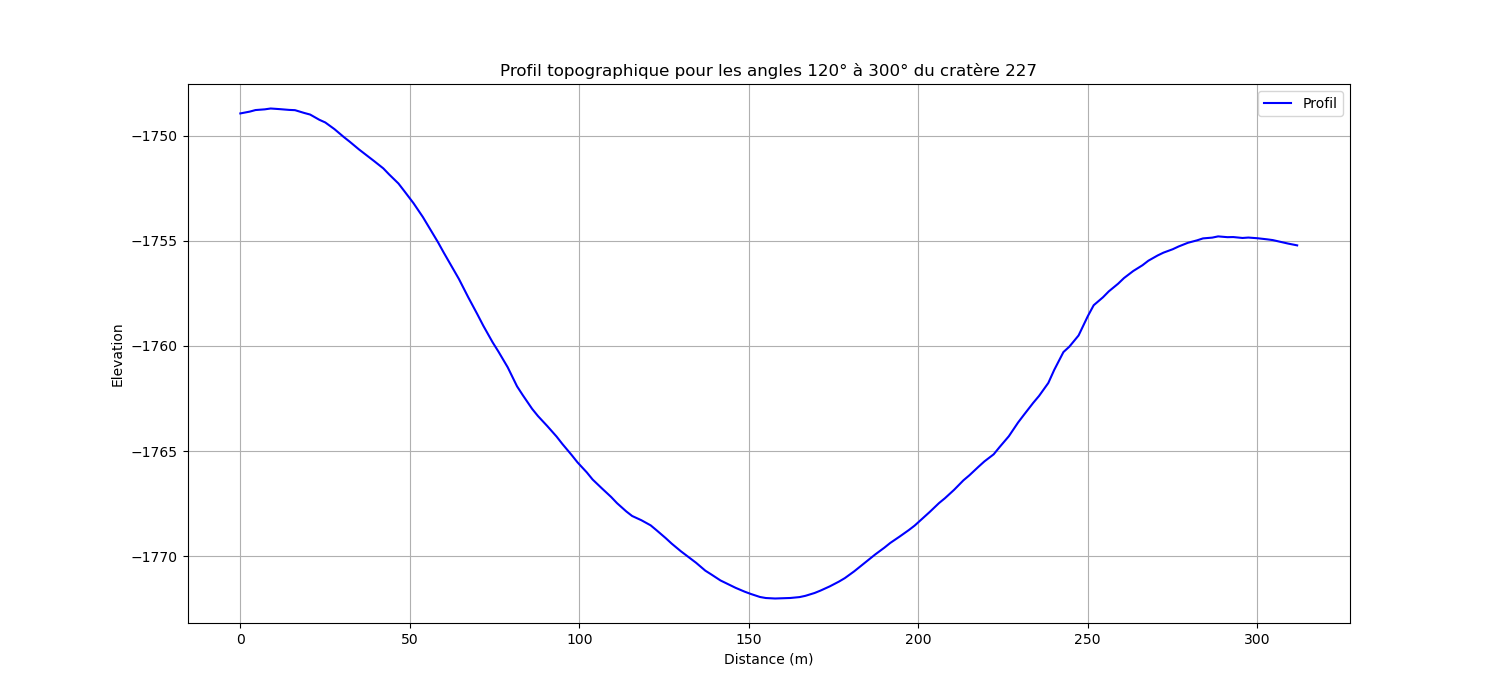 Profil topographique pour les angles 120° à 300° du cratère 227
Profil
−1750
−1755
−1760
−1765
−1770
Elevation
0 50 100 150 200 250 300
Distance (m)